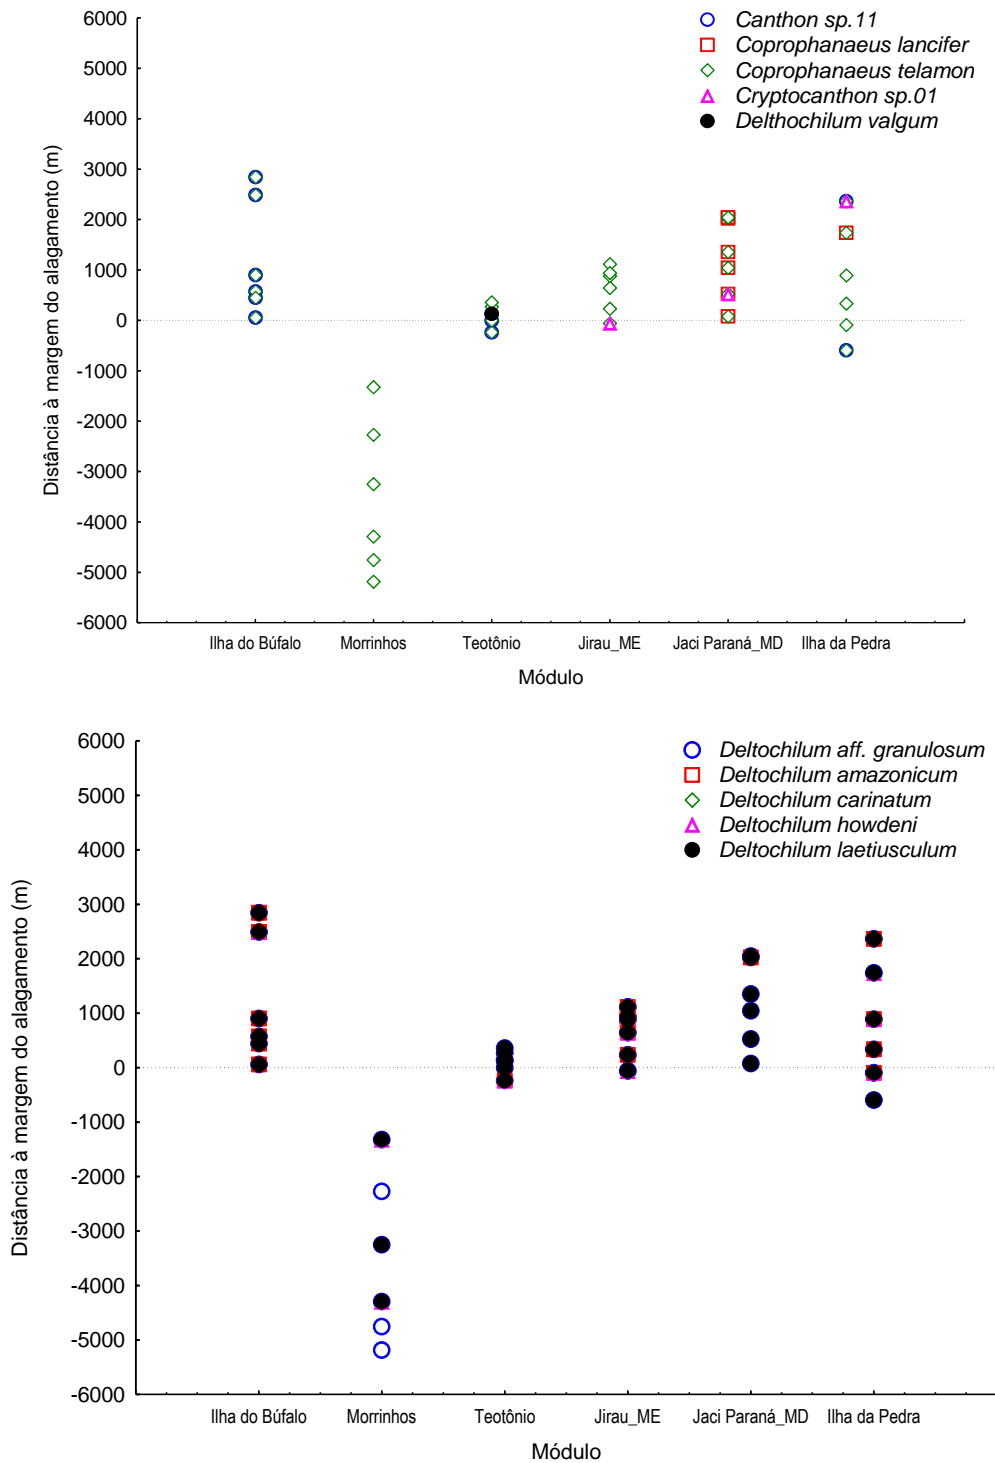 6000
5000
4000
3000
2000
1000
0
-1000
-2000
-3000
-4000
-5000
-6000
Distância à margem do alagamento (m)
Canthon sp.11
Coprophanaeus lancifer
Coprophanaeus telamon
Cryptocanthon sp.01
Delthochilum valgum
Ilha do Búfalo Morrinhos Teotônio Jirau_ME Jaci Paraná_MD Ilha da Pedra
Módulo
6000
5000
4000
3000
2000
1000
0
-1000
-2000
-3000
-4000
-5000
-6000
Distância à margem do alagamento (m)
Deltochilum aff. granulosum
Deltochilum amazonicum
Deltochilum carinatum
Deltochilum howdeni
Deltochilum laetiusculum
Ilha do Búfalo Morrinhos Teotônio Jirau_ME Jaci Paraná_MD Ilha da Pedra
Módulo